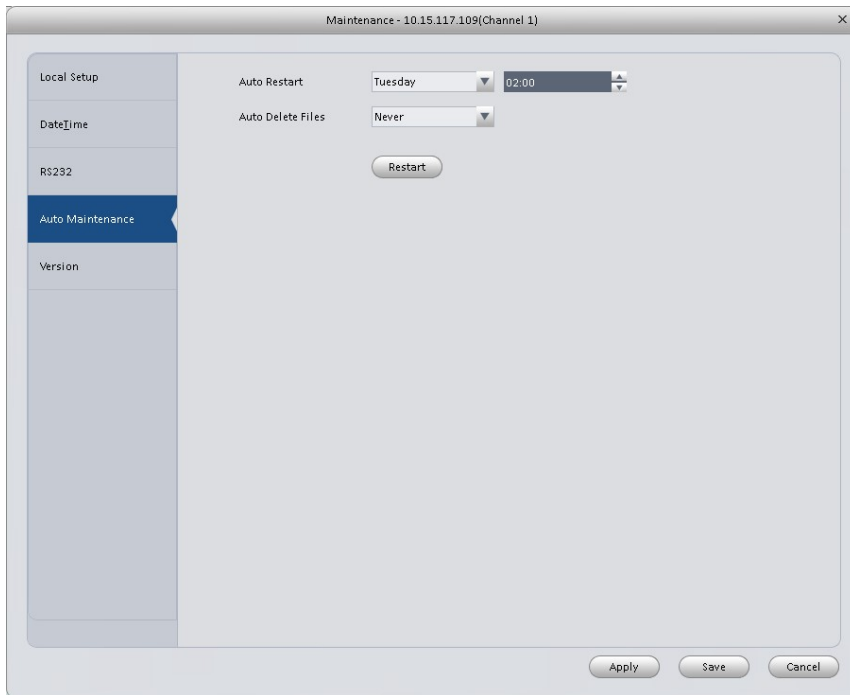 Maintenance - 10.15.117.109(Channel 1)
Local Setup
DateTime
RS232
Auto Maintenance
Version
Auto Restart Tuesday 02:00
Auto Delete Files Never
Restart
Apply Save Cancel